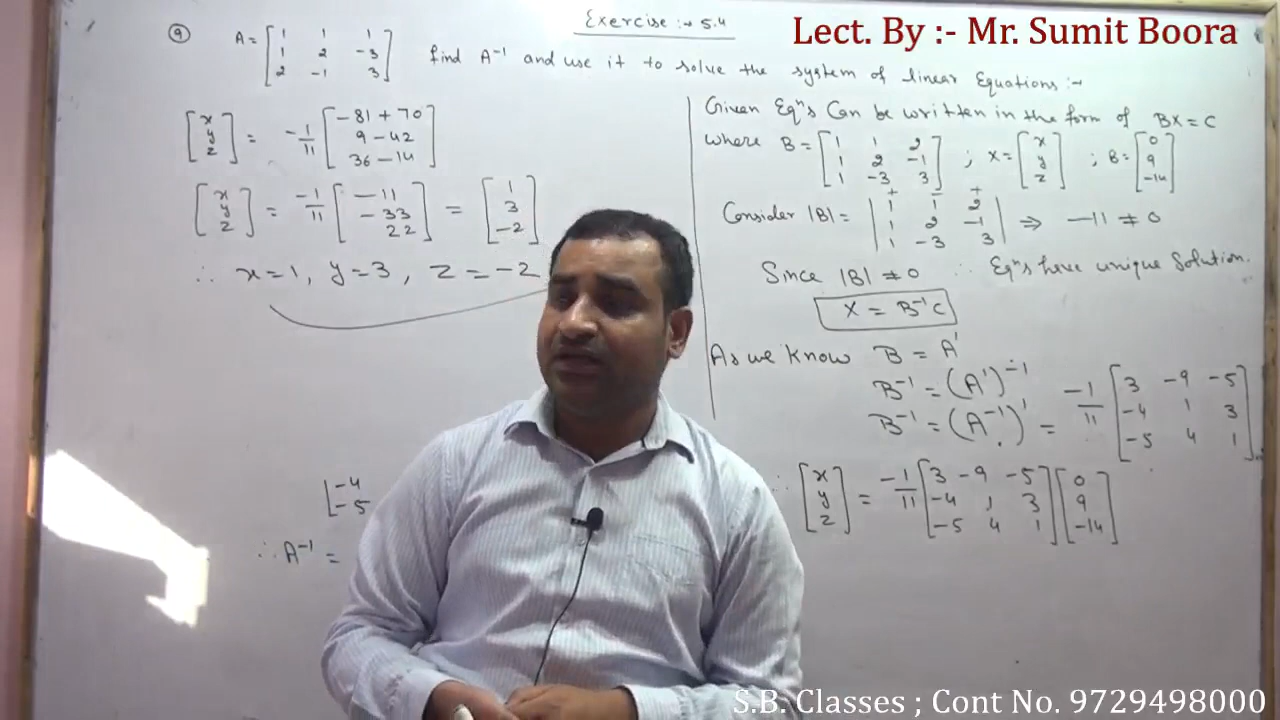 Exercise :→ 5.4
Lect. By :- Mr. Sumit Boora
⑨ A = [1 1 1
1 2 -3
2 -1 3] find A⁻¹ and use it to solve the system of linear Equations :→
[x
y
z] = -1/11 [-81 + 70
9 - 42
36 - 14]
[x
y
z] = -1/11 [-11
-33
22] = [1
3
-2]
∴ x = 1, y = 3, z = -2
[-4
-5
∴ A⁻¹ =
Given Eqⁿs Can be written in the form of BX = C
where B = [1 1 2
1 2 -1
1 -3 3] ; X = [x
y
z] ; B = [0
9
-14]
+ - +
Consider |B| = |1 1 2
1 2 -1
1 -3 3| ⇒ -11 ≠ 0
Since |B| ≠ 0 ∴ Eqⁿs have unique Solution.
X = B⁻¹C
As we know B = A'
B⁻¹ = (A')⁻¹
B⁻¹ = (A⁻¹)' = -1/11 [3 -9 -5
-4 1 3
-5 4 1]
∴ [x
y
z] = -1/11 [3 -9 -5
-4 1 3
-5 4 1] [0
9
-14]
S.B. Classes ; Cont No. 9729498000